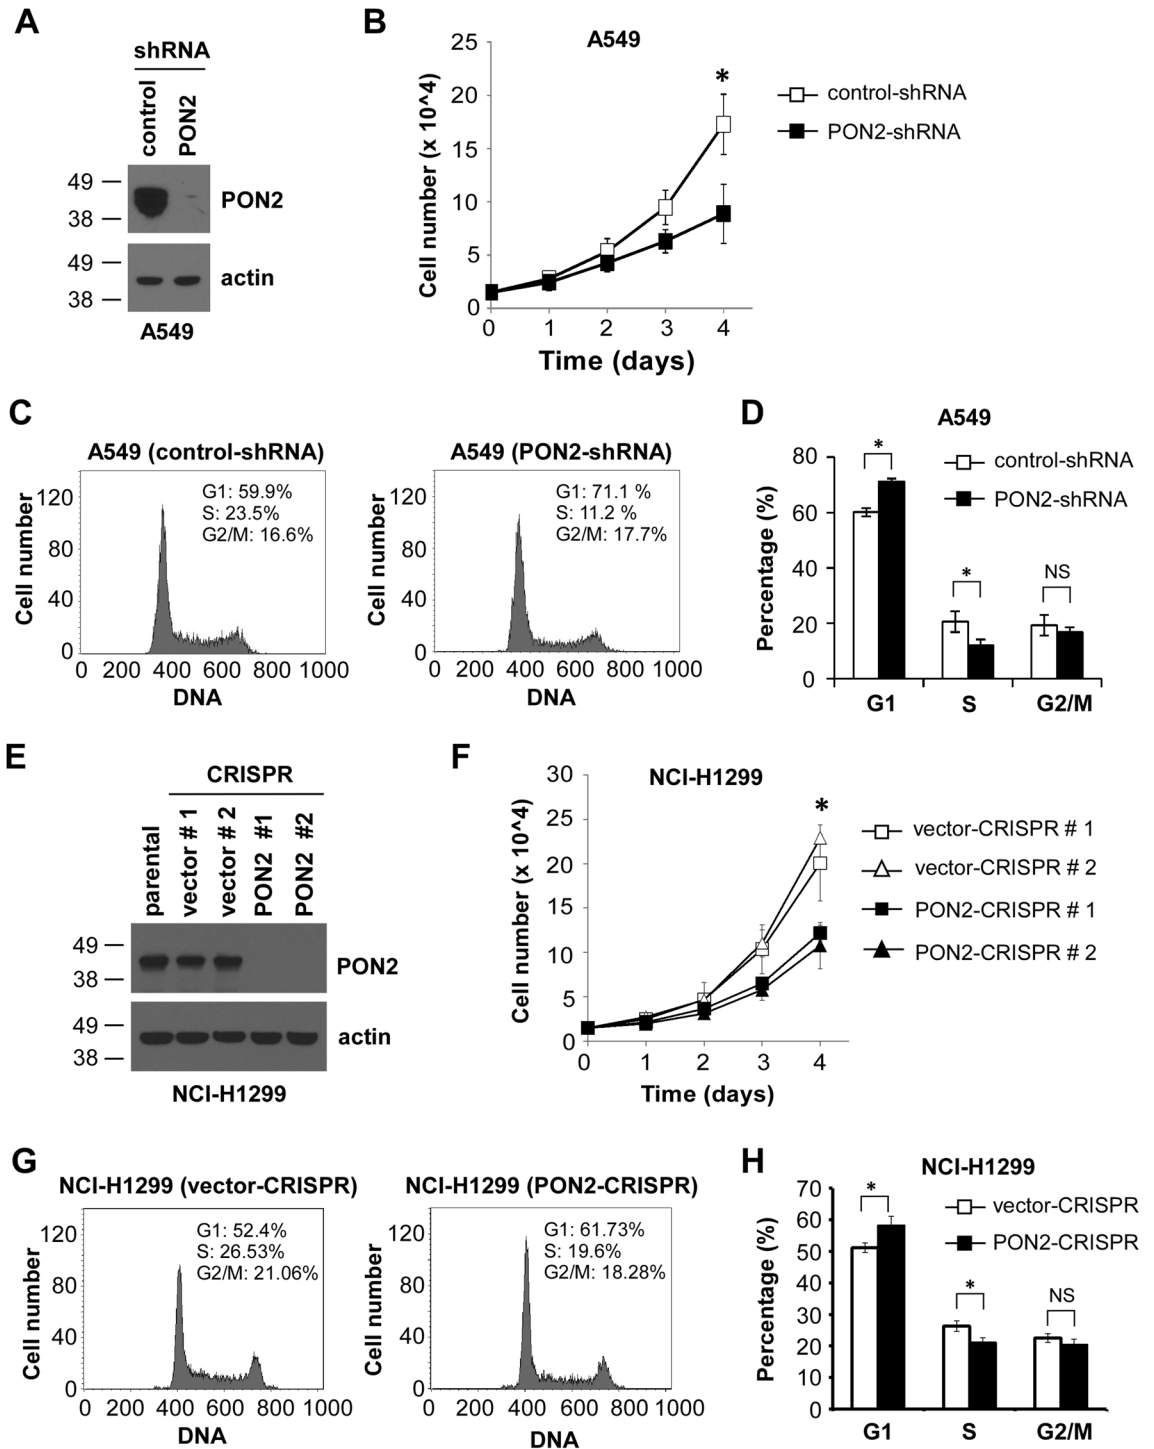 A
shRNA
control
PON2
49
38
PON2
49
38
actin
A549
B
A549
Cell number (x 10^4)
25
20
15
10
5
0
*
0 1 2 3 4
Time (days)
control-shRNA
PON2-shRNA
C
A549 (control-shRNA)
Cell number
120
80
40
0
G1: 59.9%
S: 23.5%
G2/M: 16.6%
0 200 400 600 800 1000
DNA
A549 (PON2-shRNA)
Cell number
120
80
40
0
G1: 71.1 %
S: 11.2 %
G2/M: 17.7%
0 200 400 600 800 1000
DNA
D
A549
Percentage (%)
80
60
40
20
0
control-shRNA
PON2-shRNA
*
*
NS
G1 S G2/M
E
CRISPR
parental
vector # 1
vector # 2
PON2 #1
PON2 #2
49
38
PON2
49
38
actin
NCI-H1299
F
NCI-H1299
Cell number (x 10^4)
30
25
20
15
10
5
0
*
0 1 2 3 4
Time (days)
vector-CRISPR # 1
vector-CRISPR # 2
PON2-CRISPR # 1
PON2-CRISPR # 2
G
NCI-H1299 (vector-CRISPR)
Cell number
120
80
40
0
G1: 52.4%
S: 26.53%
G2/M: 21.06%
0 200 400 600 800 1000
DNA
NCI-H1299 (PON2-CRISPR)
Cell number
120
80
40
0
G1: 61.73%
S: 19.6%
G2/M: 18.28%
0 200 400 600 800 1000
DNA
H
NCI-H1299
Percentage (%)
70
60
50
40
30
20
10
0
vector-CRISPR
PON2-CRISPR
*
*
NS
G1 S G2/M